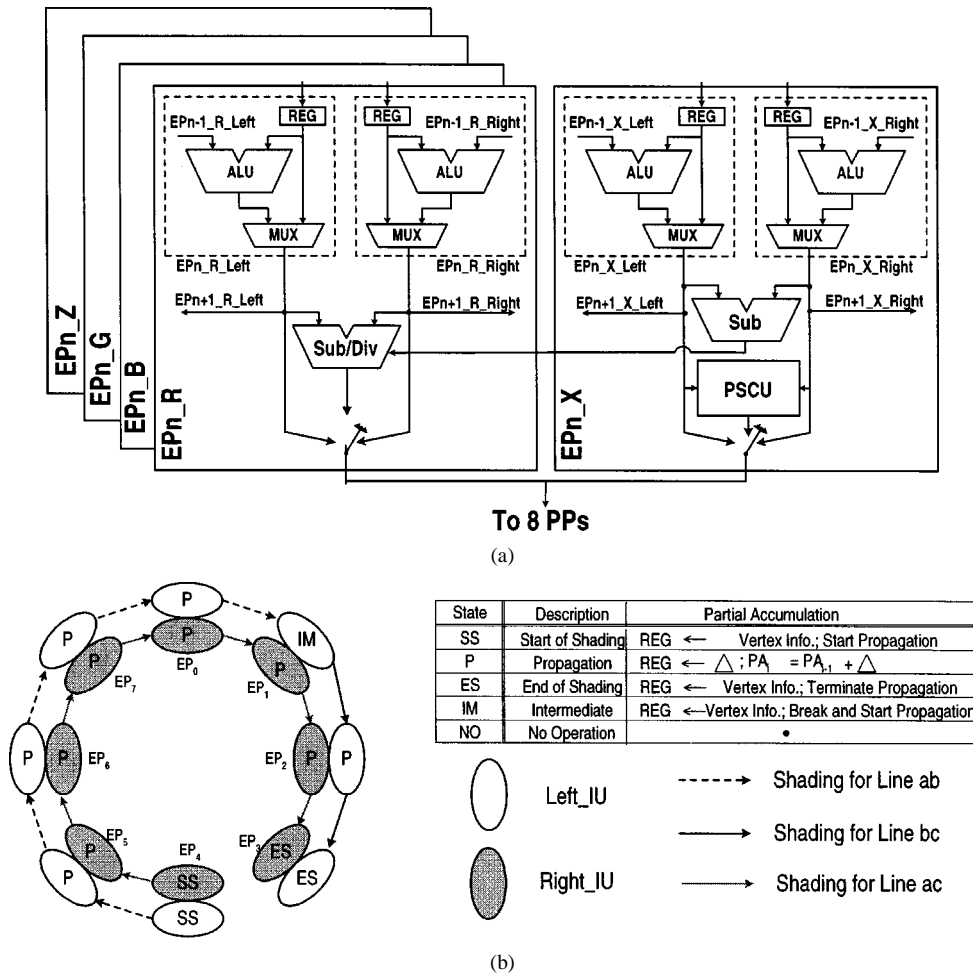 EPn_Z
EPn_G
EPn_B
EPn_R
REG REG
EPn-1_R_Left EPn-1_R_Right
ALU ALU
MUX MUX
EPn_R_Left EPn_R_Right
EPn+1_R_Left EPn+1_R_Right
Sub/Div
EPn_X
REG REG
EPn-1_X_Left EPn-1_X_Right
ALU ALU
MUX MUX
EPn_X_Left EPn_X_Right
EPn+1_X_Left EPn+1_X_Right
Sub
PSCU
To 8 PPs
(a)
P
P IM
P P P
EP7 EP0 EP1
P P EP6 EP2 P P
EP5 EP4 EP3
P P SS ES
SS ES
State Description Partial Accumulation
SS Start of Shading REG ← Vertex Info.; Start Propagation
P Propagation REG ← △ ; PAi = PAi-1 + △
ES End of Shading REG ← Vertex Info.; Terminate Propagation
IM Intermediate REG ← Vertex Info.; Break and Start Propagation
NO No Operation •
Left_IU
Right_IU
Shading for Line ab
Shading for Line bc
Shading for Line ac
(b)